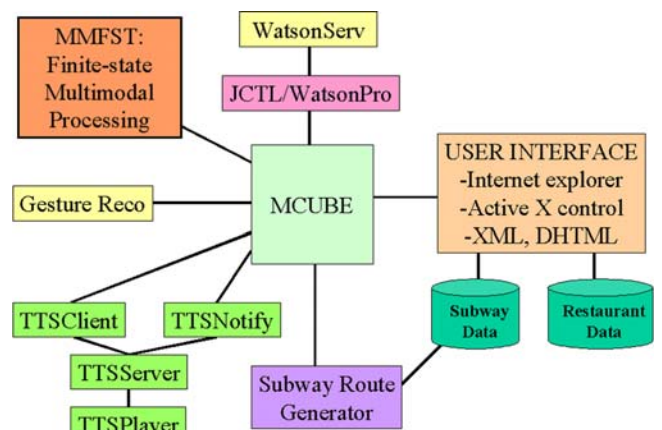 MMFST:
Finite-state
Multimodal
Processing
WatsonServ
JCTL/WatsonPro
Gesture Reco
MCUBE
USER INTERFACE
-Internet explorer
-Active X control
-XML, DHTML
TTSClient
TTSNotify
TTSServer
TTSPlayer
Subway Route
Generator
Subway
Data
Restaurant
Data